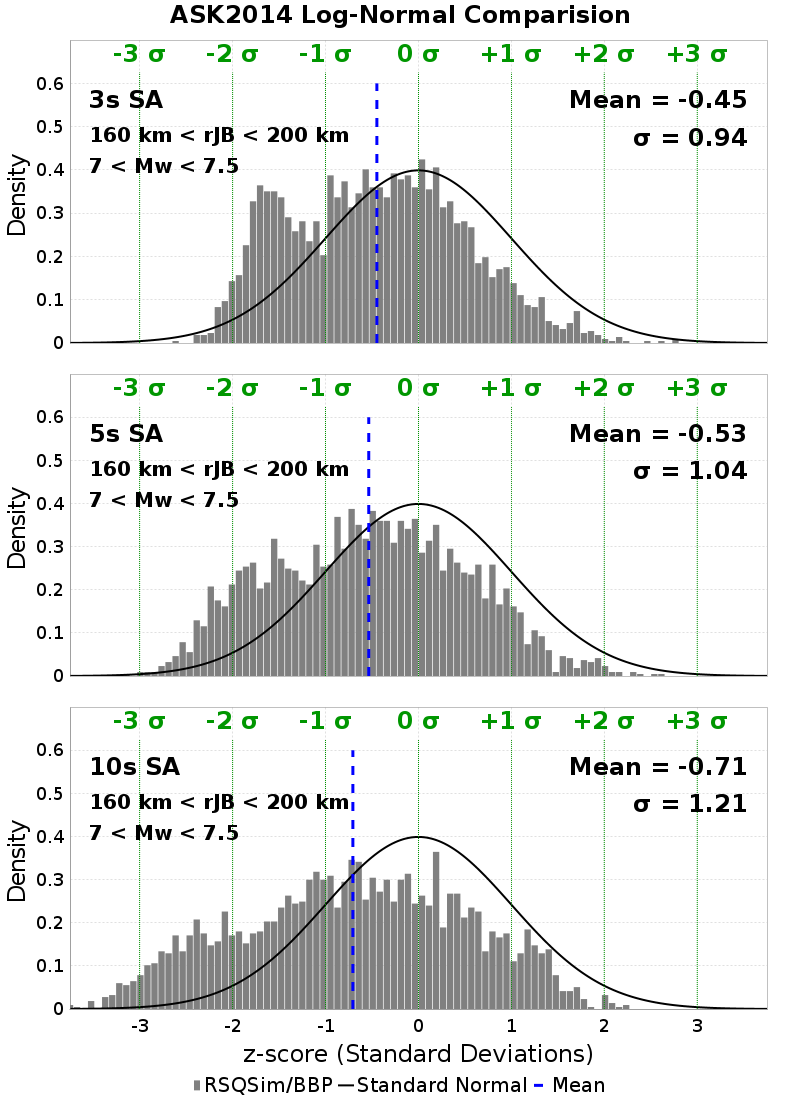 ASK2014 Log-Normal Comparision
-3 σ -2 σ -1 σ 0 σ +1 σ +2 σ +3 σ
0.6
3s SA Mean = -0.45
0.5
160 km < rJB < 200 km σ = 0.94
7 < Mw < 7.5
0.4
0.3
0.2
0.1
0
Density
-3 σ -2 σ -1 σ 0 σ +1 σ +2 σ +3 σ
0.6
5s SA Mean = -0.53
0.5
160 km < rJB < 200 km σ = 1.04
7 < Mw < 7.5
0.4
0.3
0.2
0.1
0
Density
-3 σ -2 σ -1 σ 0 σ +1 σ +2 σ +3 σ
0.6
10s SA Mean = -0.71
0.5
160 km < rJB < 200 km σ = 1.21
7 < Mw < 7.5
0.4
0.3
0.2
0.1
0
Density
-3 -2 -1 0 1 2 3
z-score (Standard Deviations)
RSQSim/BBP Standard Normal Mean